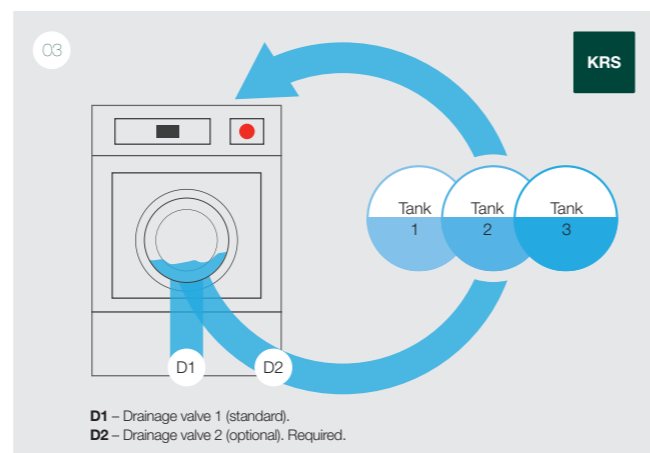 03
KRS
Tank
1
Tank
2
Tank
3
D1
D2
D1 – Drainage valve 1 (standard).
D2 – Drainage valve 2 (optional). Required.